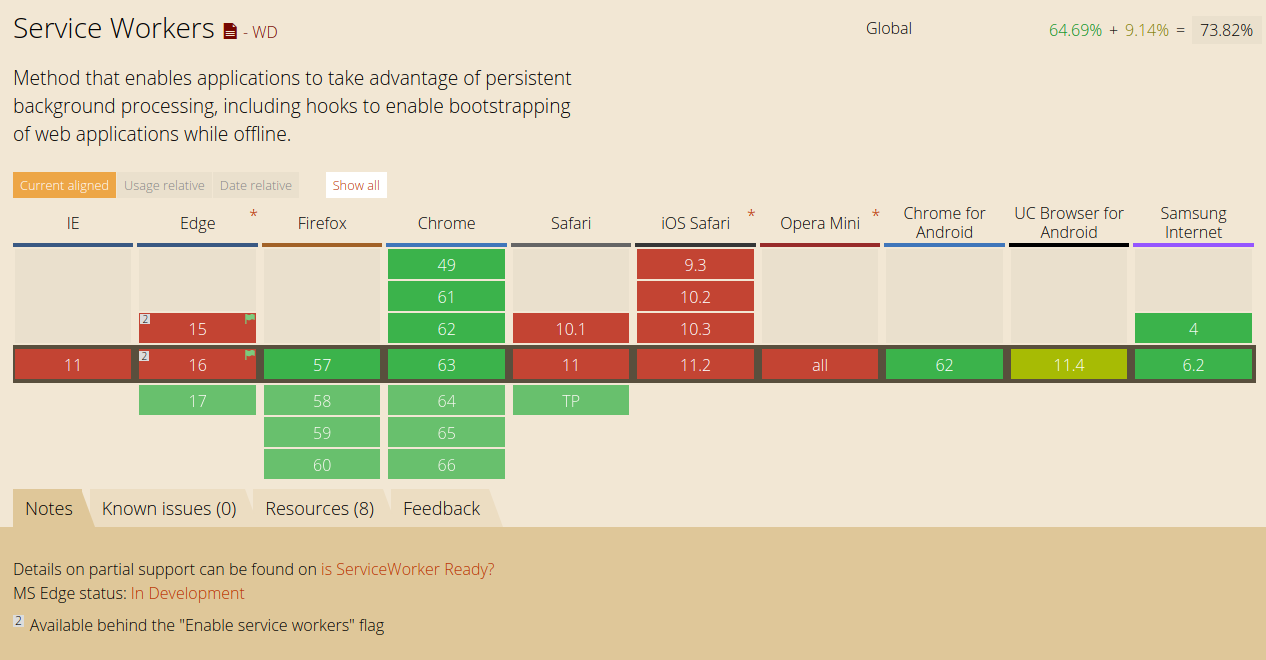 Service Workers - WD
Global 64.69% + 9.14% = 73.82%
Method that enables applications to take advantage of persistent
background processing, including hooks to enable bootstrapping
of web applications while offline.
Current aligned Usage relative Date relative Show all
IE Edge * Firefox Chrome Safari iOS Safari * Opera Mini * Chrome for Android UC Browser for Android Samsung Internet
49 9.3
61 10.2
2 15 62 10.1 10.3 4
11 2 16 57 63 11 11.2 all 62 11.4 6.2
17 58 64 TP
59 65
60 66
Notes Known issues (0) Resources (8) Feedback
Details on partial support can be found on is ServiceWorker Ready?
MS Edge status: In Development
2 Available behind the "Enable service workers" flag